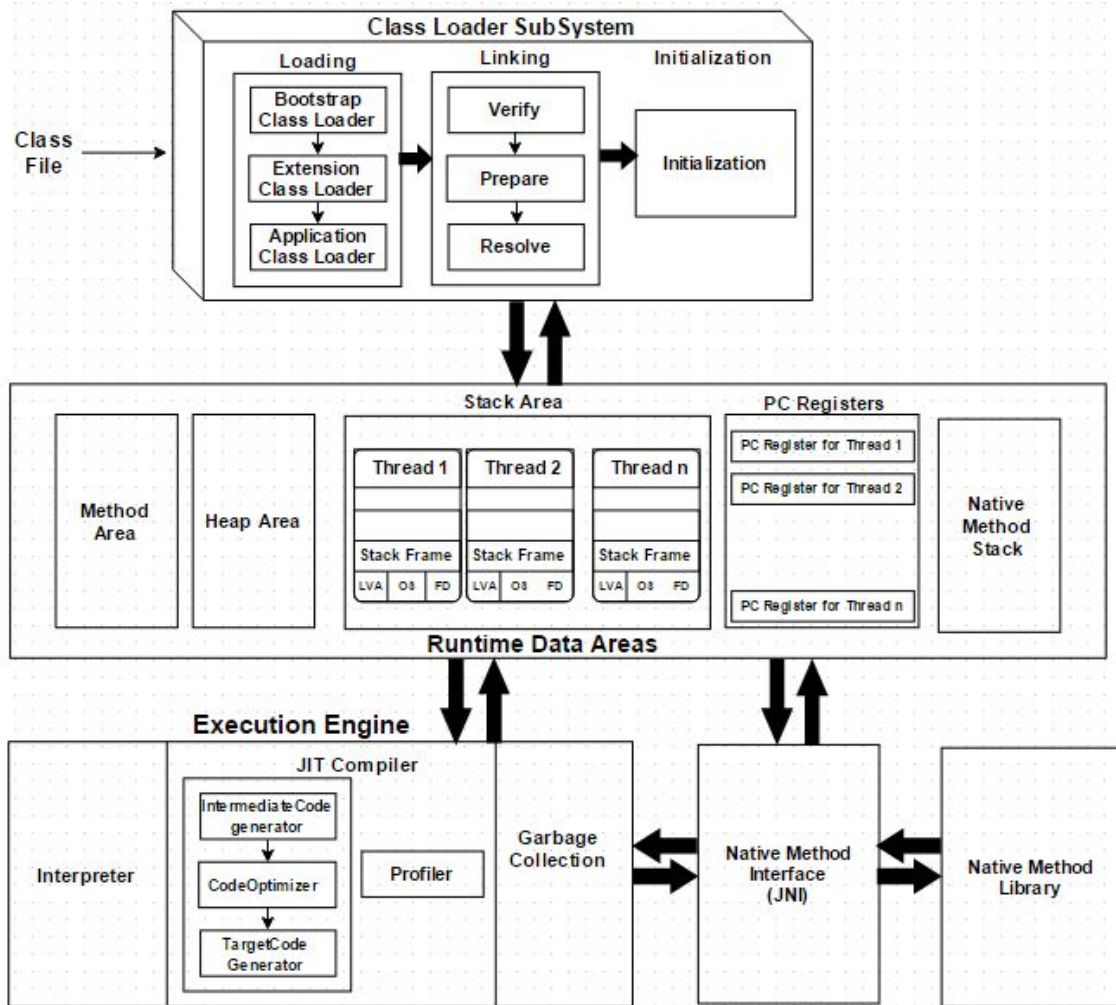 Class Loader SubSystem
Loading
Linking
Initialization
Class
File
Bootstrap
Class Loader
Extension
Class Loader
Application
Class Loader
Verify
Prepare
Resolve
Initialization
Method
Area
Heap Area
Stack Area
Thread 1
Thread 2
Thread n
Stack Frame
Stack Frame
Stack Frame
LVA
OS
FD
LVA
OS
FD
LVA
OS
FD
PC Registers
PC Register for Thread 1
PC Register for Thread 2
PC Register for Thread n
Native
Method
Stack
Runtime Data Areas
Execution Engine
Interpreter
JIT Compiler
IntermediateCode
generator
CodeOptimizer
TargetCode
Generator
Profiler
Garbage
Collection
Native Method
Interface
(JNI)
Native Method
Library